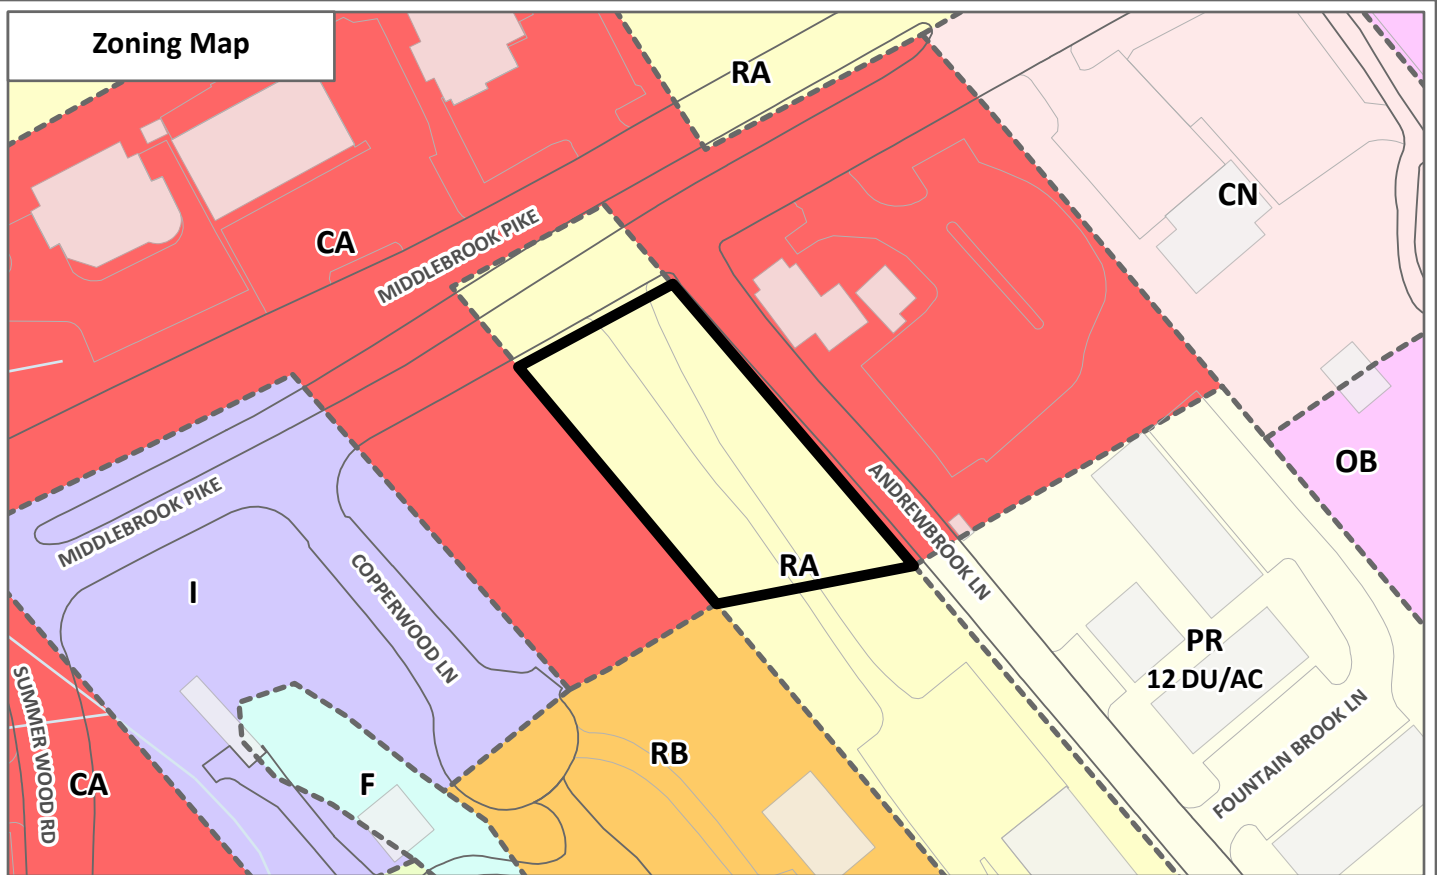 Zoning Map
RA
CN
CA
MIDDLEBROOK PIKE
OB
ANDREWBROOK LN
MIDDLEBROOK PIKE
COPPERWOOD LN
RA
I
PR
12 DU/AC
SUMMER WOOD RD
CA
F
RB
FOUNTAIN BROOK LN